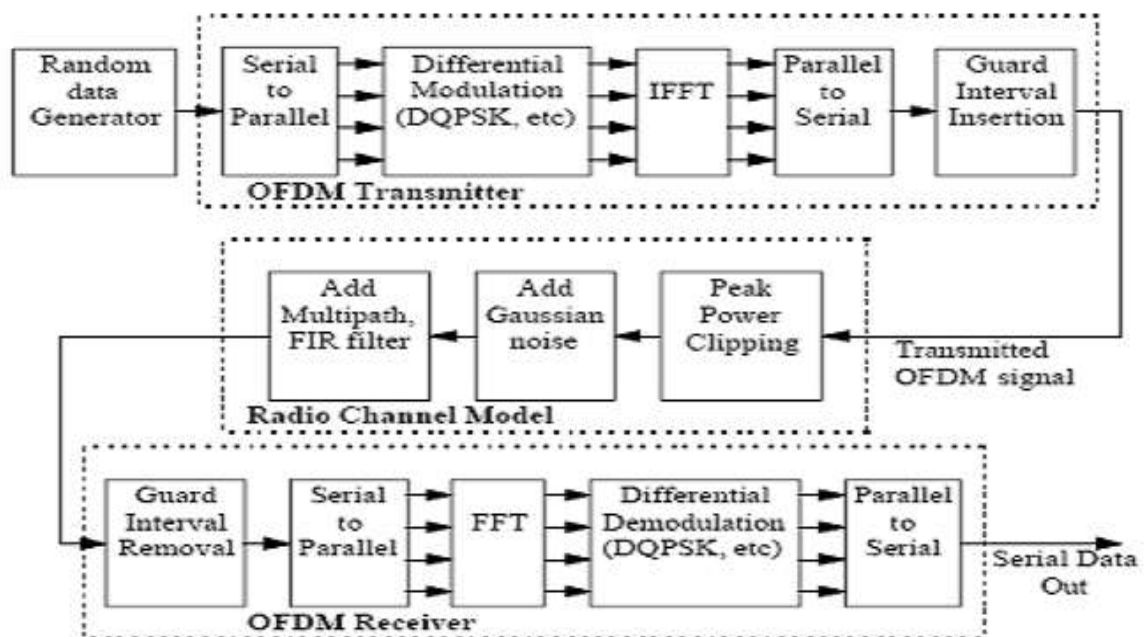 Random
data
Generator
Serial
to
Parallel
Differential
Modulation
(DQPSK, etc)
IFFT
Parallel
to
Serial
Guard
Interval
Insertion
OFDM Transmitter
Add
Multipath,
FIR filter
Add
Gaussian
noise
Peak
Power
Clipping
Transmitted
OFDM signal
Radio Channel Model
Guard
Interval
Removal
Serial
to
Parallel
FFT
Differential
Demodulation
(DQPSK, etc)
Parallel
to
Serial
Serial Data
Out
OFDM Receiver